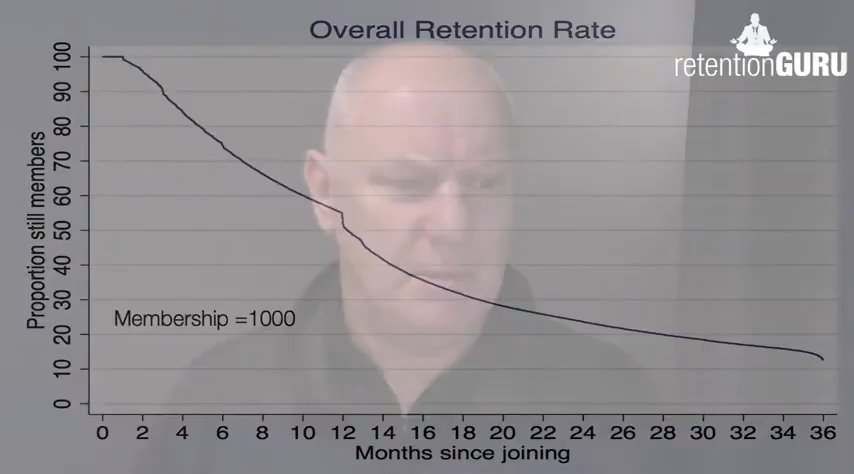 Overall Retention Rate
retentionGURU
Proportion still members
100
90
80
70
60
50
40
30
20
10
0
Membership =1000
0 2 4 6 8 10 12 14 16 18 20 22 24 26 28 30 32 34 36
Months since joining